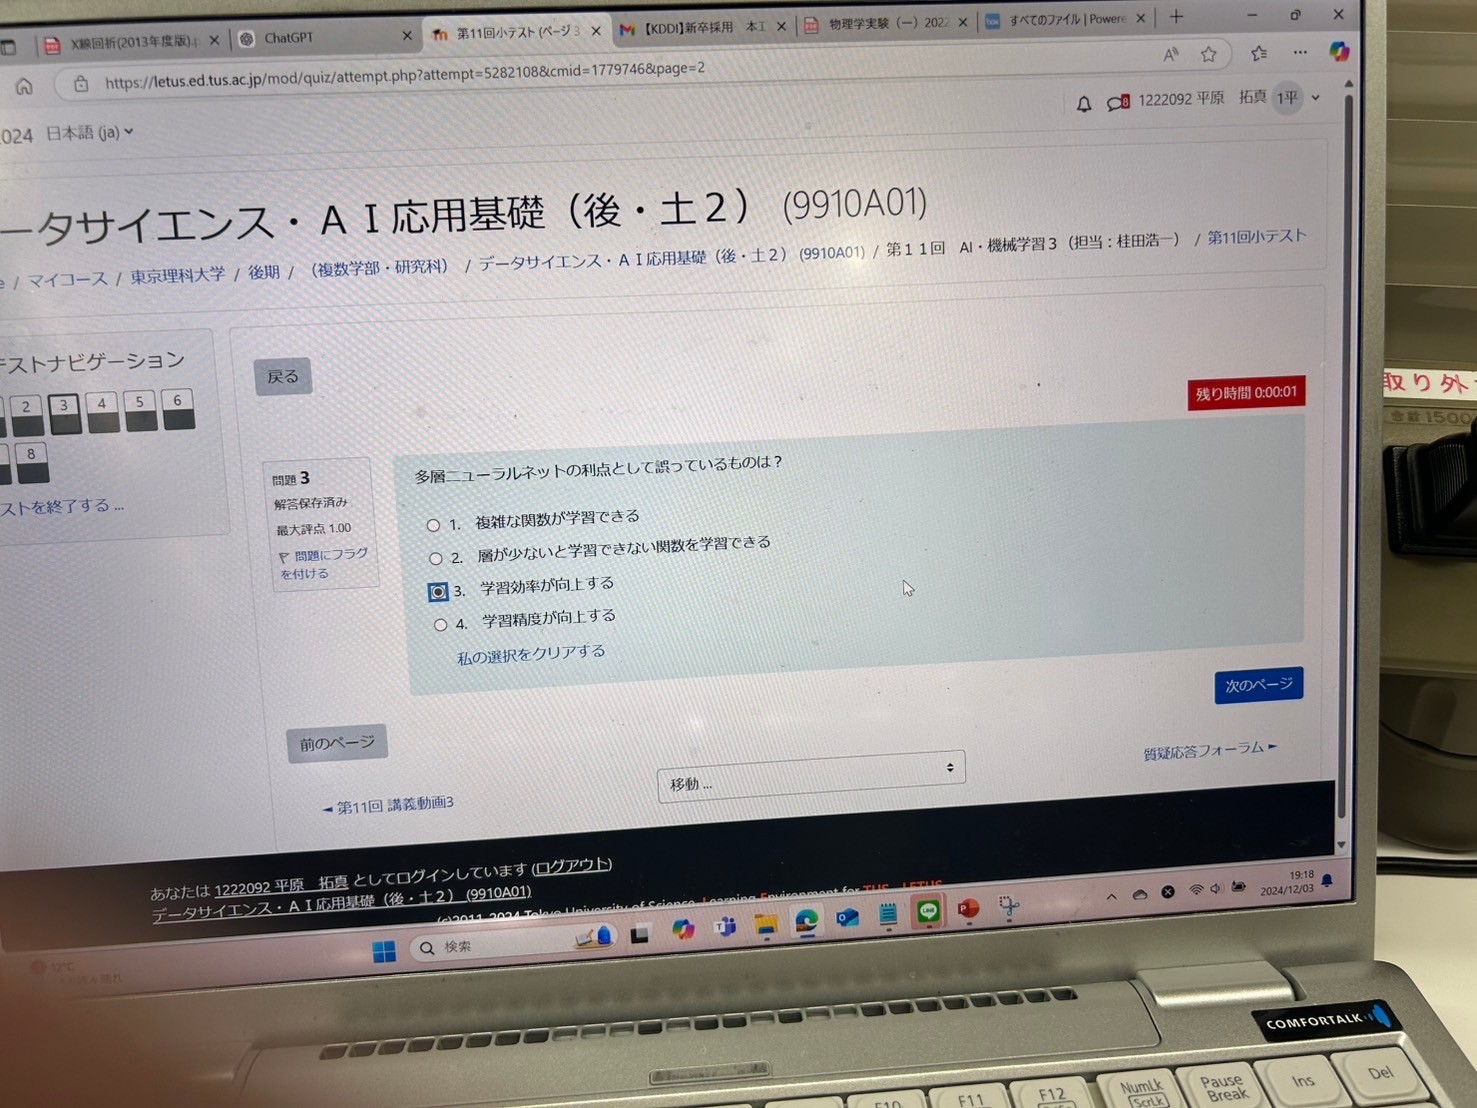 X線回折(2013年度版).p
ChatGPT
第11回小テスト (ページ 3
【KDDI】新卒採用 本エ
物理学実験（一）2022
すべてのファイル | Powere
https://letus.ed.tus.ac.jp/mod/quiz/attempt.php?attempt=5282108&cmid=1779746&page=2
2024 日本語 (ja)
8 1222092 平原 拓真 1平
ータサイエンス・ＡＩ応用基礎（後・土２） (9910A01)
e / マイコース / 東京理科大学 / 後期 / （複数学部・研究科） / データサイエンス・ＡＩ応用基礎（後・土２） (9910A01) / 第１１回 AI・機械学習３（担当：桂田浩一） / 第11回小テスト
テストナビゲーション
2 3 4 5 6
8
ストを終了する ...
戻る
残り時間 0:00:01
問題 3
解答保存済み
最大評点 1.00
問題にフラグ
を付ける
多層ニューラルネットの利点として誤っているものは？
1. 複雑な関数が学習できる
2. 層が少ないと学習できない関数を学習できる
3. 学習効率が向上する
4. 学習精度が向上する
私の選択をクリアする
次のページ
前のページ
◄ 第11回 講義動画3
移動 ...
質疑応答フォーラム ►
あなたは 1222092 平原 拓真 としてログインしています (ログアウト)
データサイエンス・ＡＩ応用基礎（後・土２） (9910A01)
(c)2011-2024 Tokyo University of Science. Learning Environment for TUS - LETUS
検索
19:18
2024/12/03
12°C
取り外
COMFORTALK
F10
F11
F12
NumLk
ScrLk
Pause
Break
Ins
Del